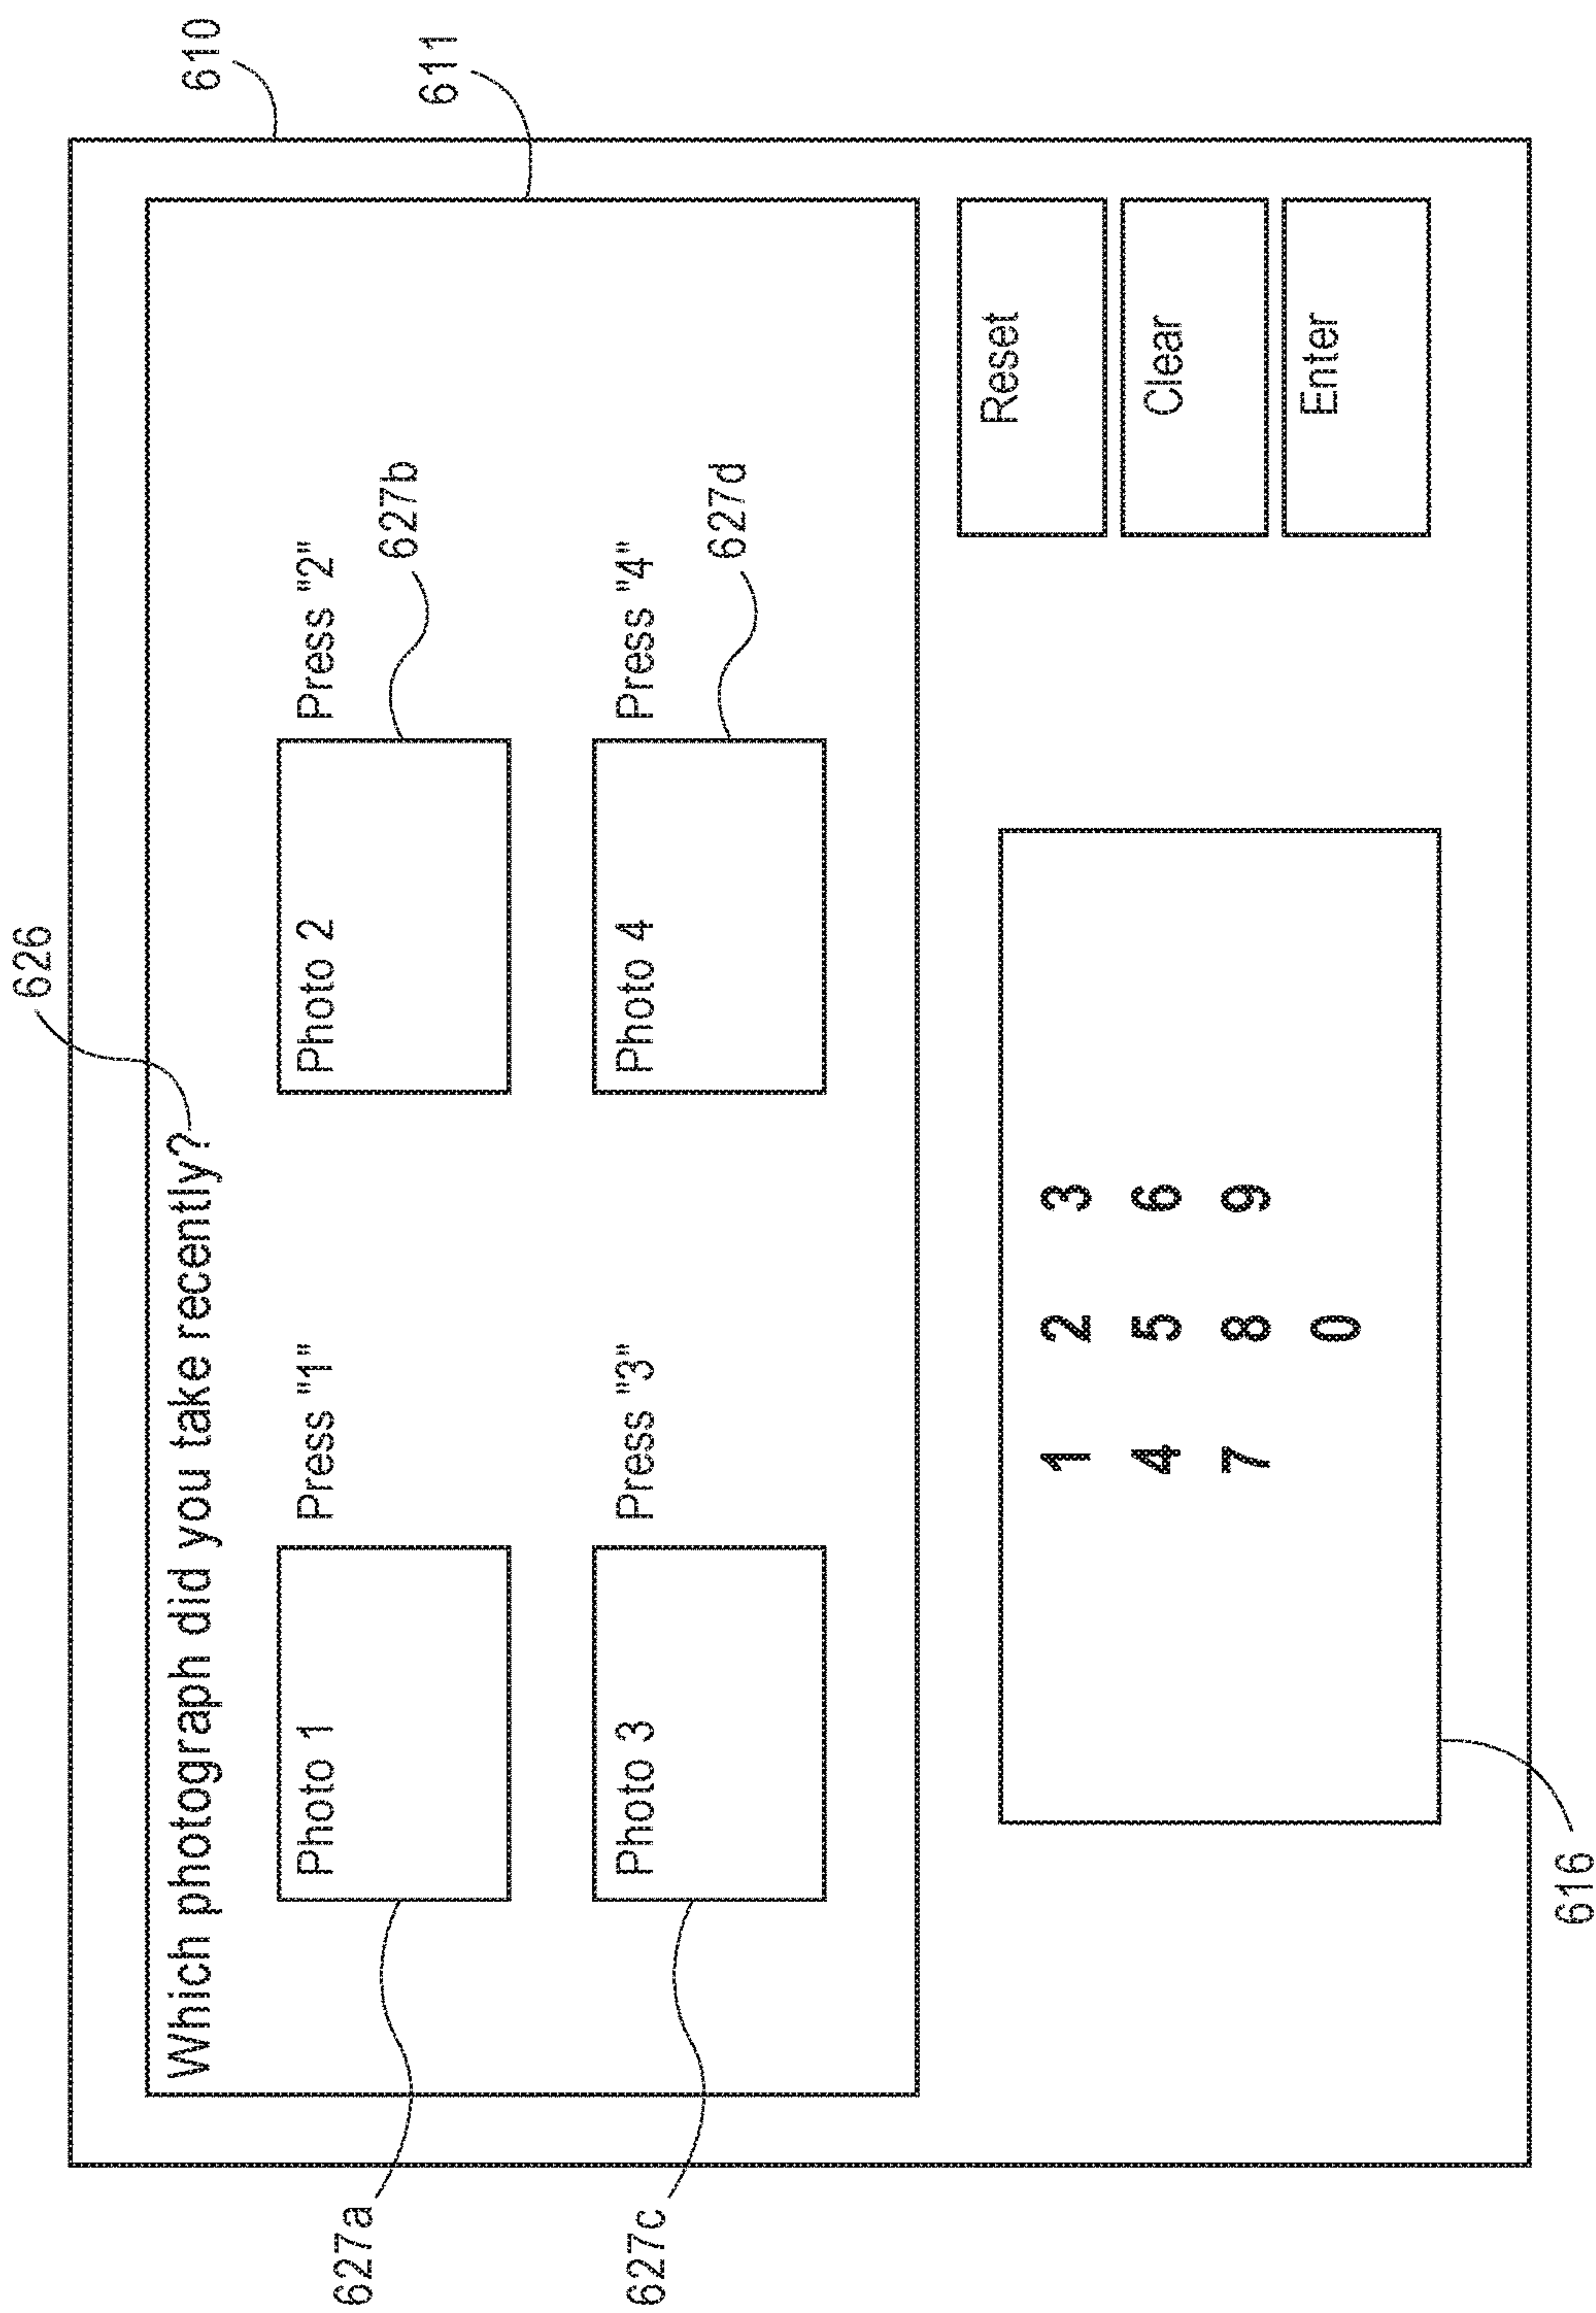 626
610
Which photograph did you take recently?
611
Photo 1
Press "1"
Photo 2
Press "2"
627a
627b
Photo 3
Press "3"
Photo 4
Press "4"
627c
627d
1 2 3
4 5 6
7 8 9
0
Reset
Clear
Enter
616